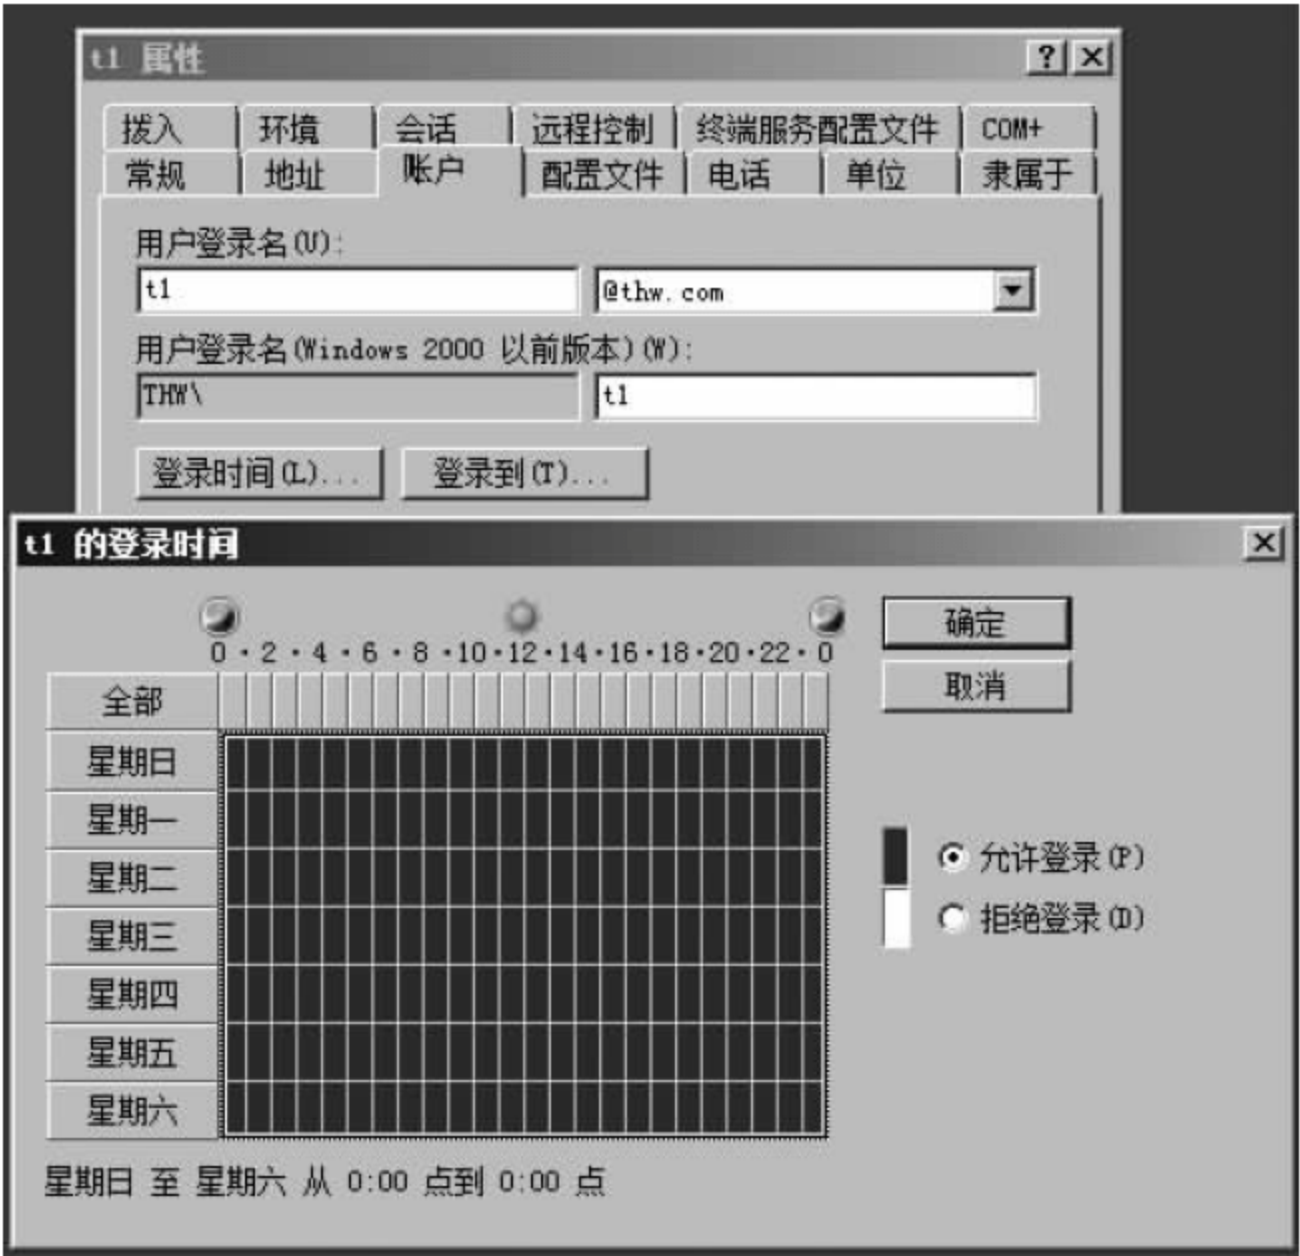 t1 属性
拨入 环境 会话 远程控制 终端服务配置文件 COM+
常规 地址 账户 配置文件 电话 单位 隶属于
用户登录名(U):
t1 @thw.com
用户登录名(Windows 2000 以前版本)(W):
THW\ t1
登录时间(L)... 登录到(T)...
t1 的登录时间
0 · 2 · 4 · 6 · 8 ·10·12·14·16·18·20·22· 0
确定
取消
全部
星期日
星期一
星期二
星期三
星期四
星期五
星期六
允许登录(P)
拒绝登录(D)
星期日 至 星期六 从 0:00 点到 0:00 点